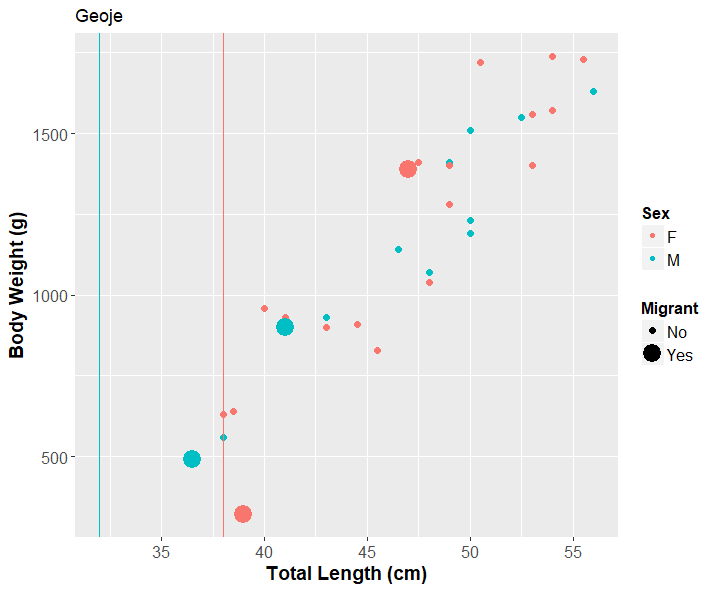 Geoje
Body Weight (g)
1500
1000
500
35 40 45 50 55
Total Length (cm)
Sex
F
M
Migrant
No
Yes